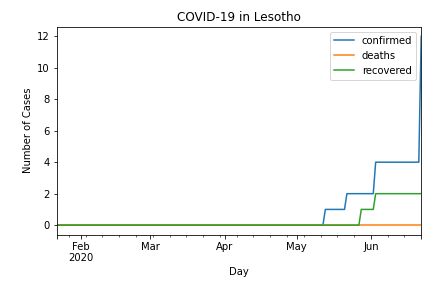 COVID-19 in Lesotho
confirmed
deaths
recovered
Number of Cases
12
10
8
6
4
2
0
Feb Mar Apr May Jun
2020
Day